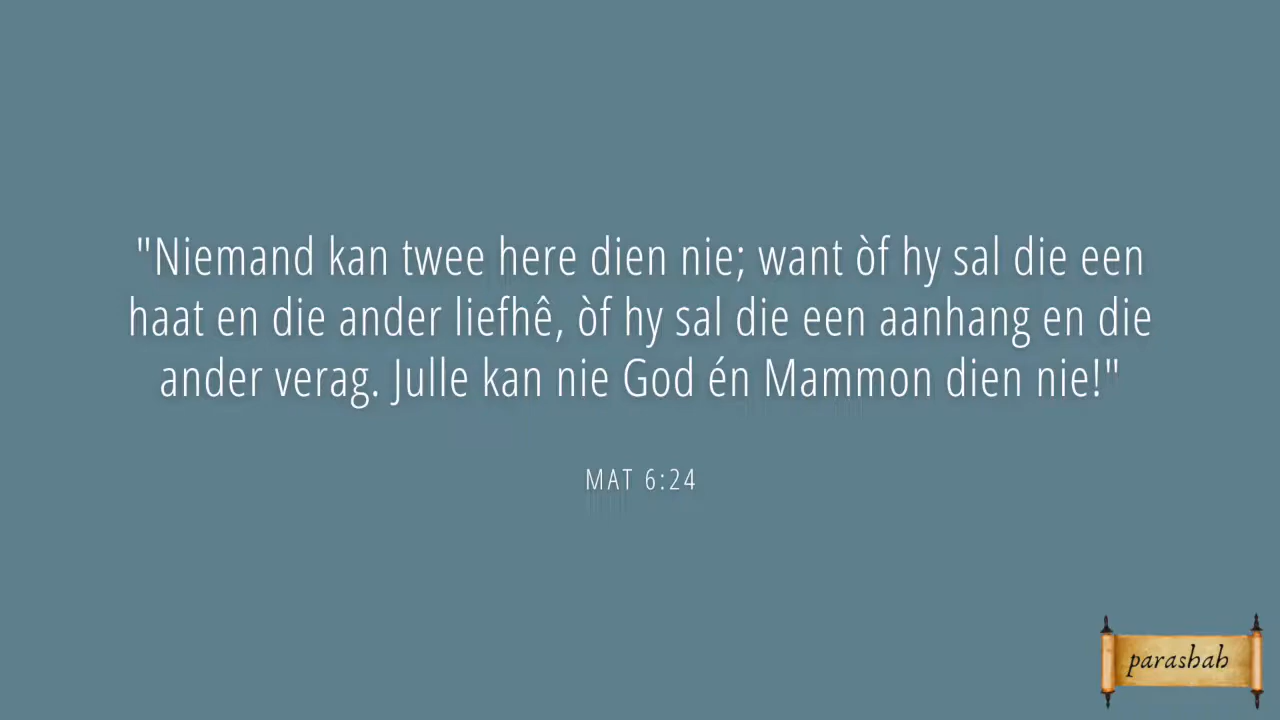 "Niemand kan twee here dien nie; want òf hy sal die een
haat en die ander liefhê, òf hy sal die een aanhang en die
ander verag. Julle kan nie God én Mammon dien nie!"
MAT 6:24
parashah